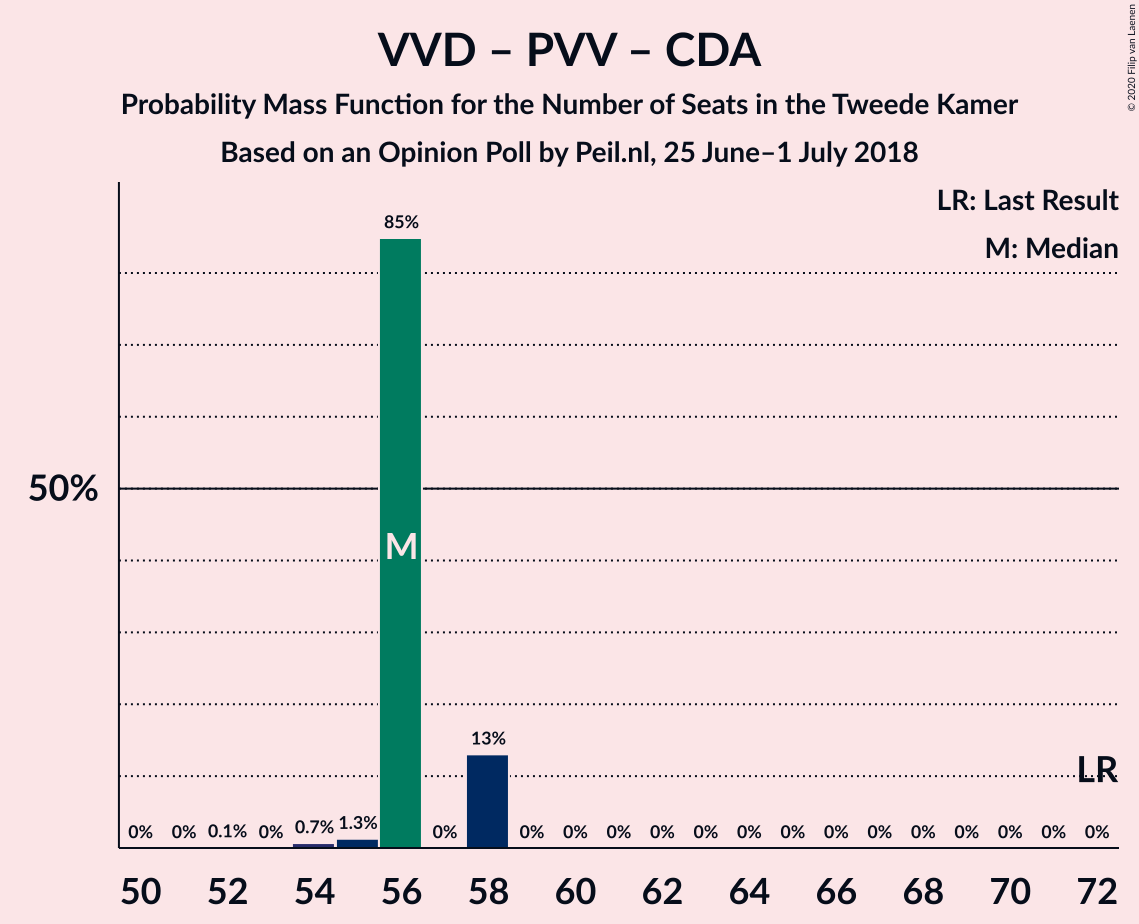 VVD – PVV – CDA
Probability Mass Function for the Number of Seats in the Tweede Kamer
Based on an Opinion Poll by Peil.nl, 25 June–1 July 2018
© 2020 Filip van Laenen
LR: Last Result
M: Median
85%
50%
M
13%
LR
0% 0% 0.1% 0% 0.7% 1.3% 0% 0% 0% 0% 0% 0% 0% 0% 0% 0% 0% 0% 0% 0%
50 52 54 56 58 60 62 64 66 68 70 72